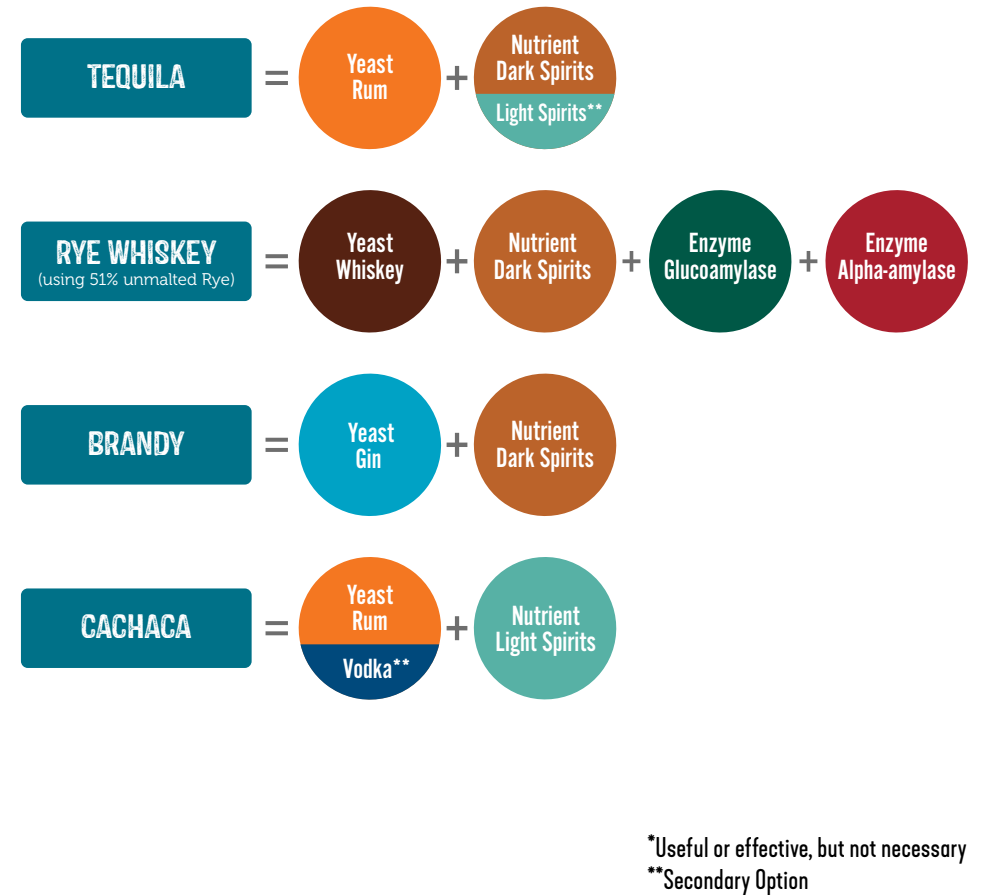 TEQUILA
=
Yeast
Rum
+
Nutrient
Dark Spirits
Light Spirits**
RYE WHISKEY
(using 51% unmalted Rye)
=
Yeast
Whiskey
+
Nutrient
Dark Spirits
+
Enzyme
Glucoamylase
+
Enzyme
Alpha-amylase
BRANDY
=
Yeast
Gin
+
Nutrient
Dark Spirits
CACHACA
=
Yeast
Rum
Vodka**
+
Nutrient
Light Spirits
*Useful or effective, but not necessary
**Secondary Option